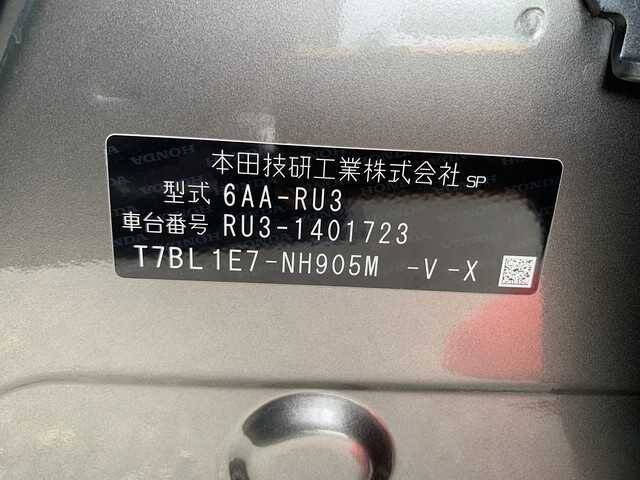 本田技研工業株式会社 SP
型式 6AA-RU3
車台番号 RU3-1401723
T7BL1E7-NH905M -V -X